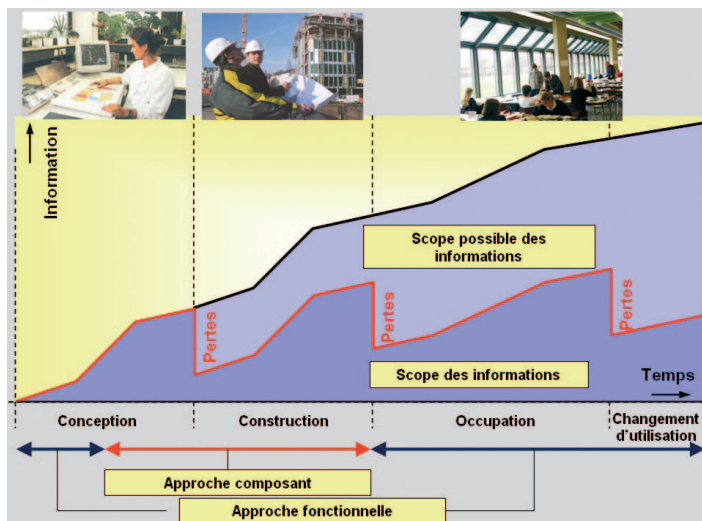 Information
Scope possible des
informations
Pertes
Pertes
Pertes
Scope des informations
Temps
Conception
Construction
Occupation
Changement
d'utilisation
Approche composant
Approche fonctionnelle